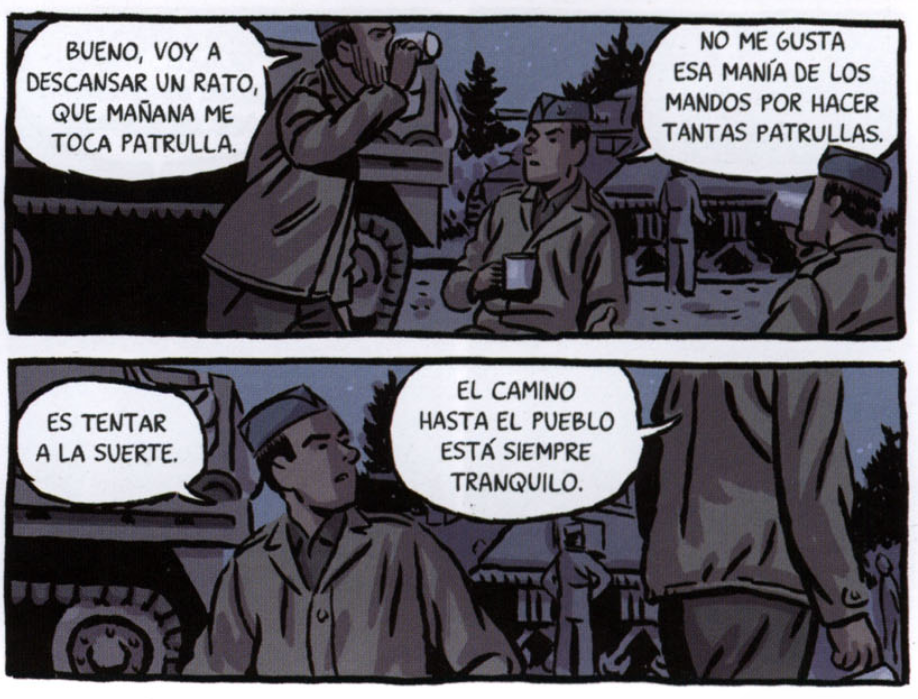 BUENO, VOY A
DESCANSAR UN RATO,
QUE MAÑANA ME
TOCA PATRULLA.
NO ME GUSTA
ESA MANÍA DE LOS
MANDOS POR HACER
TANTAS PATRULLAS.
ES TENTAR
A LA SUERTE.
EL CAMINO
HASTA EL PUEBLO
ESTÁ SIEMPRE
TRANQUILO.